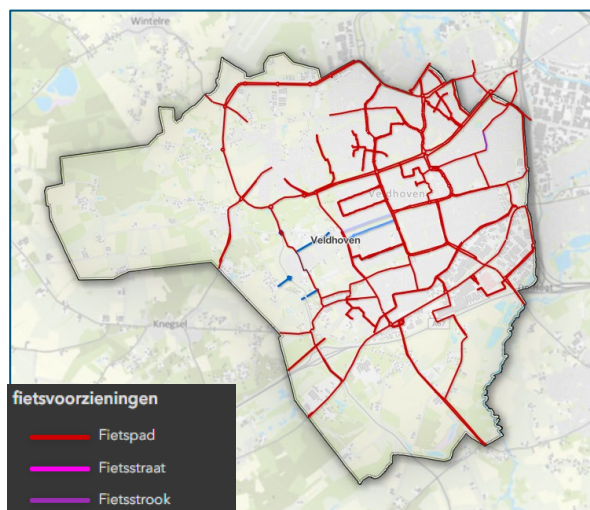 Wintelre
Veldhoven
Veldhoven
Knegsel
fietsvoorzieningen
Fietspad
Fietsstraat
Fietsstrook